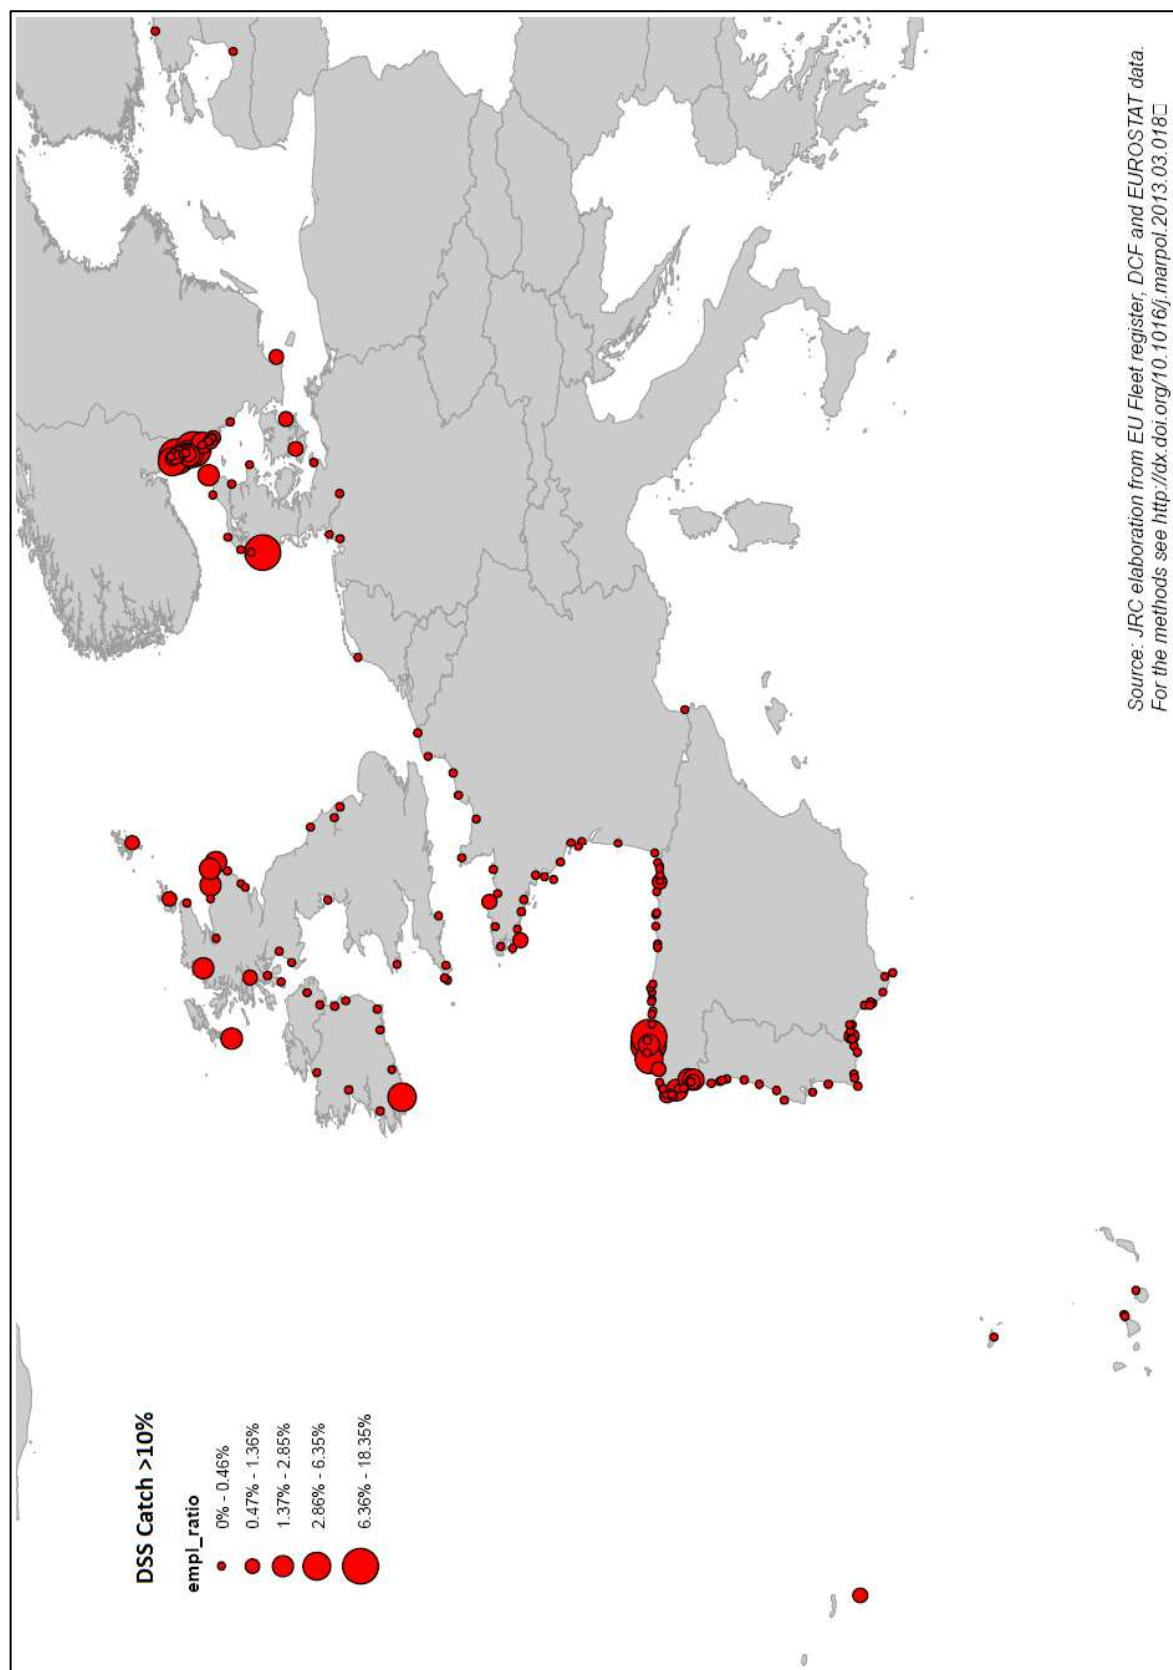 DSS Catch >10%
empl_ratio
0% - 0.46%
0.47% - 1.36%
1.37% - 2.85%
2.86% - 6.35%
6.36% - 18.35%
Source: JRC elaboration from EU Fleet register, DCF and EUROSTAT data.
For the methods see http://dx.doi.org/10.1016/j.marpol.2013.03.018□